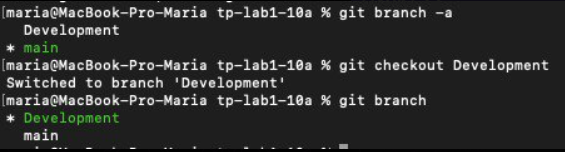 [maria@MacBook-Pro-Maria tp-lab1-10a % git branch -a
Development
* main
[maria@MacBook-Pro-Maria tp-lab1-10a % git checkout Development
Switched to branch 'Development'
[maria@MacBook-Pro-Maria tp-lab1-10a % git branch
* Development
main